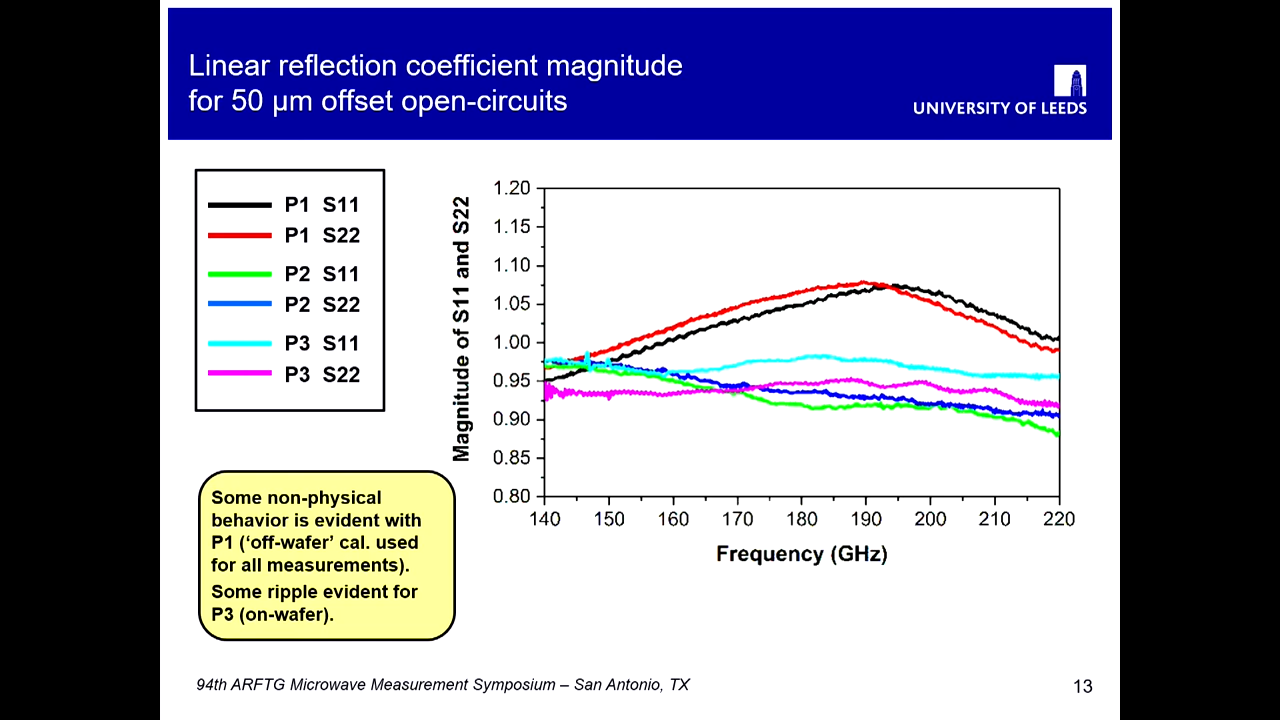 Linear reflection coefficient magnitude
for 50 µm offset open-circuits
UNIVERSITY OF LEEDS
P1 S11
P1 S22
P2 S11
P2 S22
P3 S11
P3 S22
Magnitude of S11 and S22
1.20
1.15
1.10
1.05
1.00
0.95
0.90
0.85
0.80
140 150 160 170 180 190 200 210 220
Frequency (GHz)
Some non-physical
behavior is evident with
P1 (‘off-wafer’ cal. used
for all measurements).
Some ripple evident for
P3 (on-wafer).
94th ARFTG Microwave Measurement Symposium – San Antonio, TX
13